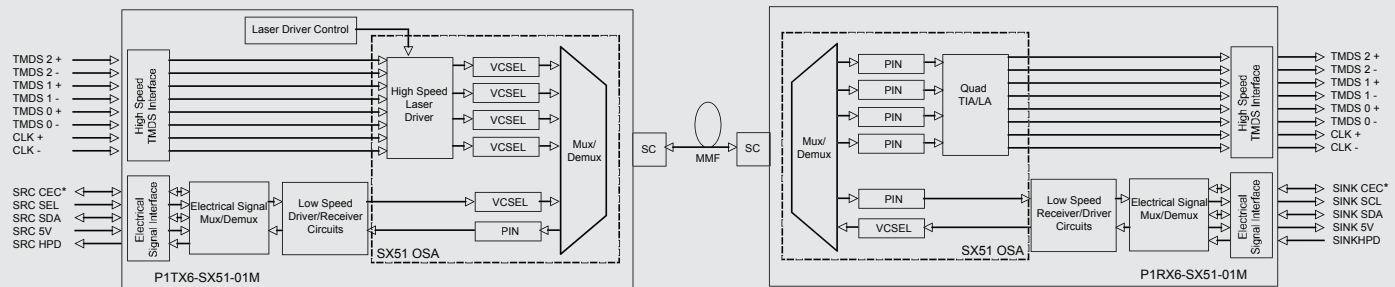 Laser Driver Control
TMDS 2 +
TMDS 2 -
TMDS 1 +
TMDS 1 -
TMDS 0 +
TMDS 0 -
CLK +
CLK -
High Speed
TMDS Interface
High Speed
Laser
Driver
VCSEL
VCSEL
VCSEL
VCSEL
Mux/
Demux
SRC CEC*
SRC SEL
SRC SDA
SRC 5V
SRC HPD
Electrical
Signal Interface
Electrical Signal
Mux/Demux
Low Speed
Driver/Receiver
Circuits
VCSEL
PIN
SX51 OSA
P1TX6-SX51-01M
SC
MMF
SC
Mux/
Demux
PIN
PIN
PIN
PIN
Quad
TIA/LA
High Speed
TMDS Interface
TMDS 2 +
TMDS 2 -
TMDS 1 +
TMDS 1 -
TMDS 0 +
TMDS 0 -
CLK +
CLK -
PIN
VCSEL
SX51 OSA
Low Speed
Receiver/Driver
Circuits
Electrical Signal
Mux/Demux
Electrical
Signal Interface
SINK CEC*
SINK SCL
SINK SDA
SINK 5V
SINKHPD
P1RX6-SX51-01M